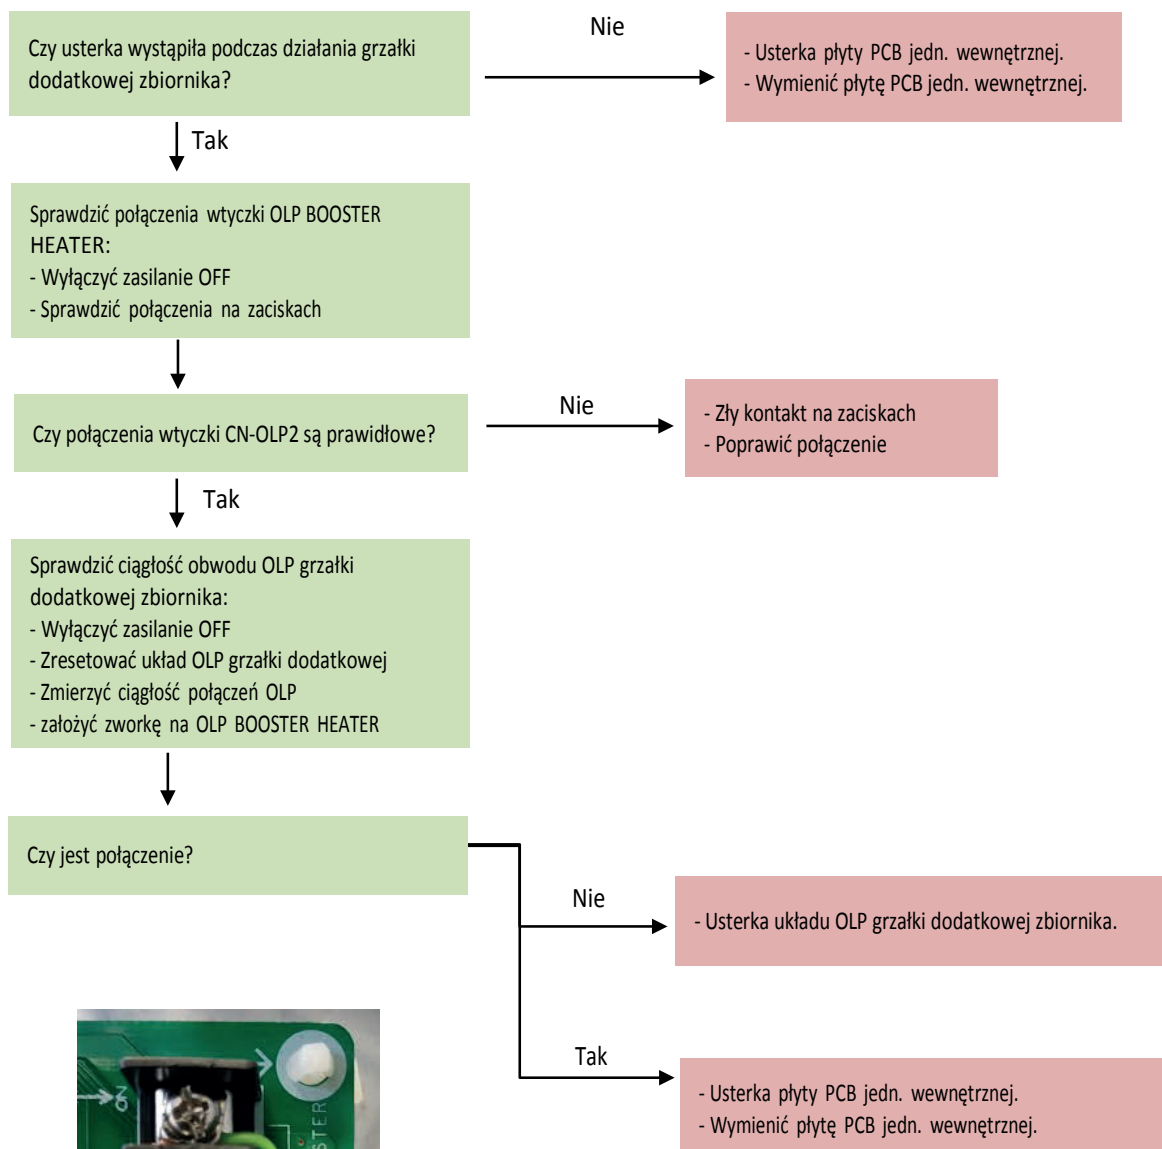 Czy usterka wystąpiła podczas działania grzałki
dodatkowej zbiornika?
Nie
- Usterka płyty PCB jedn. wewnętrznej.
- Wymienić płytę PCB jedn. wewnętrznej.
Tak
Sprawdzić połączenia wtyczki OLP BOOSTER
HEATER:
- Wyłączyć zasilanie OFF
- Sprawdzić połączenia na zaciskach
Czy połączenia wtyczki CN-OLP2 są prawidłowe?
Nie
- Zły kontakt na zaciskach
- Poprawić połączenie
Tak
Sprawdzić ciągłość obwodu OLP grzałki
dodatkowej zbiornika:
- Wyłączyć zasilanie OFF
- Zresetować układ OLP grzałki dodatkowej
- Zmierzyć ciągłość połączeń OLP
- założyć zworkę na OLP BOOSTER HEATER
Czy jest połączenie?
Nie
- Usterka układu OLP grzałki dodatkowej zbiornika.
Tak
- Usterka płyty PCB jedn. wewnętrznej.
- Wymienić płytę PCB jedn. wewnętrznej.